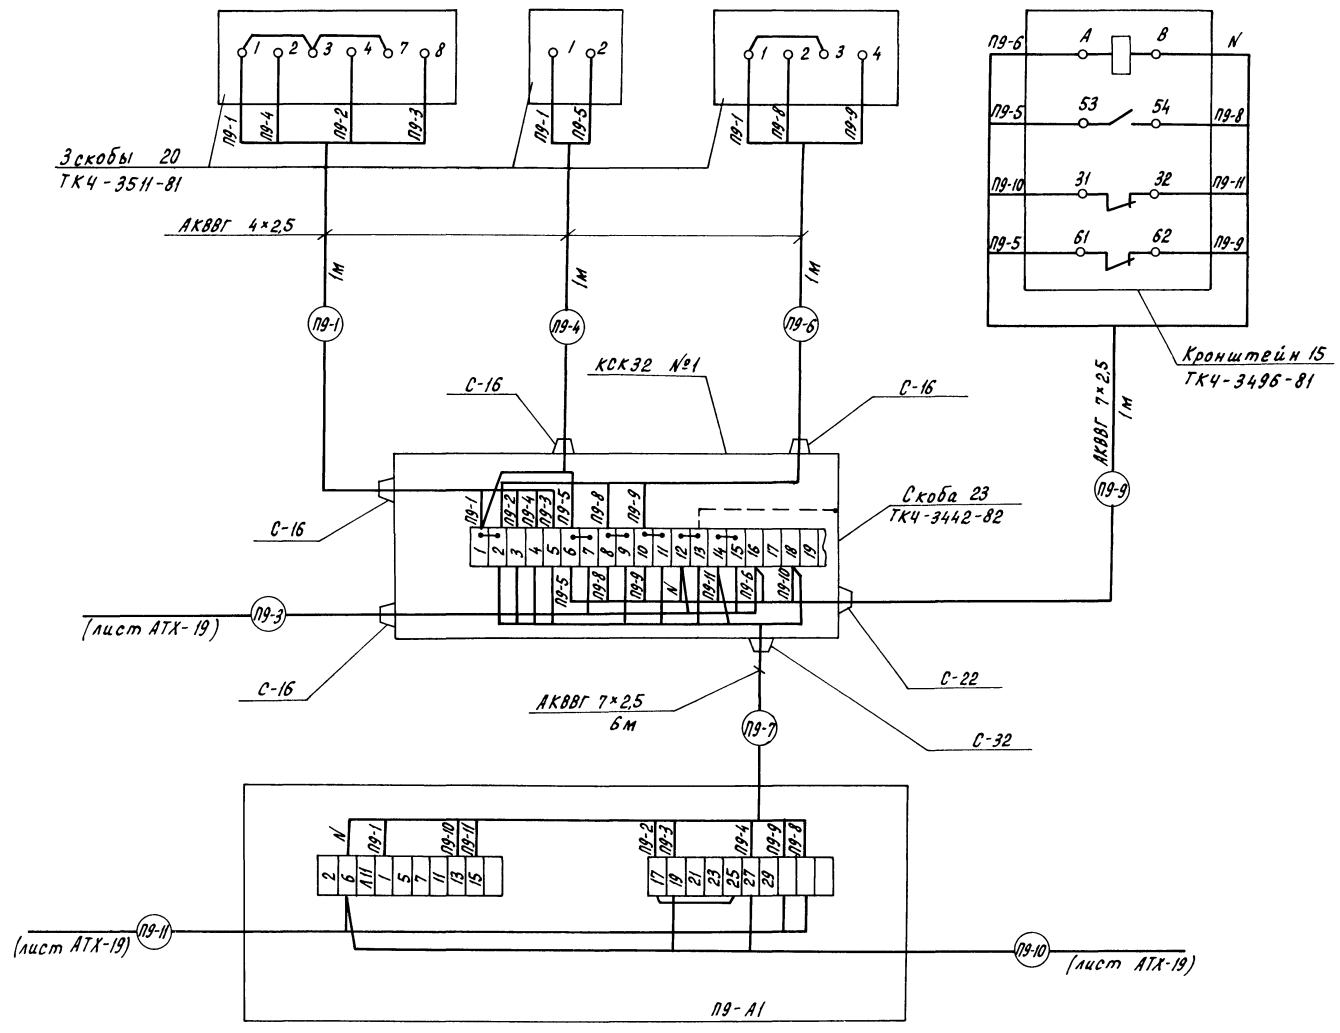 1 2 3 4 7 8
1 2
1 2 3 4
П9-1 П9-4 П9-2 П9-3
П9-1 П9-5
П9-1 П9-8 П9-9
3 скобы 20
ТК4-3511-81
АКВВГ 4×2,5
1м
1м
1м
П9-1
П9-4
П9-6
П9-6 А В N
П9-5 53 54 П9-8
П9-10 31 32 П9-11
П9-5 61 62 П9-9
Кронштейн 15
ТК4-3496-81
АКВВГ 7×2,5
1м
П9-9
КСК32 №1
С-16
С-16
С-16
С-16
Скоба 23
ТК4-3442-82
П9-1 П9-2 П9-4 П9-3 П9-5 П9-8 П9-9
1 2 3 4 5 6 7 8 9 10 11 12 13 14 15 16 17 18 19
П9-5 П9-8 П9-9 N П9-11 П9-6 П9-10
П9-3
(лист АТХ-19)
С-22
С-32
АКВВГ 7×2,5
6м
П9-7
N П9-1 П9-10 П9-11
2 6 Л11 1 5 7 11 13 15
П9-2 П9-3 П9-4 П9-9 П9-8
17 19 21 23 25 27 29
П9-11
(лист АТХ-19)
П9-10
(лист АТХ-19)
П9-А1